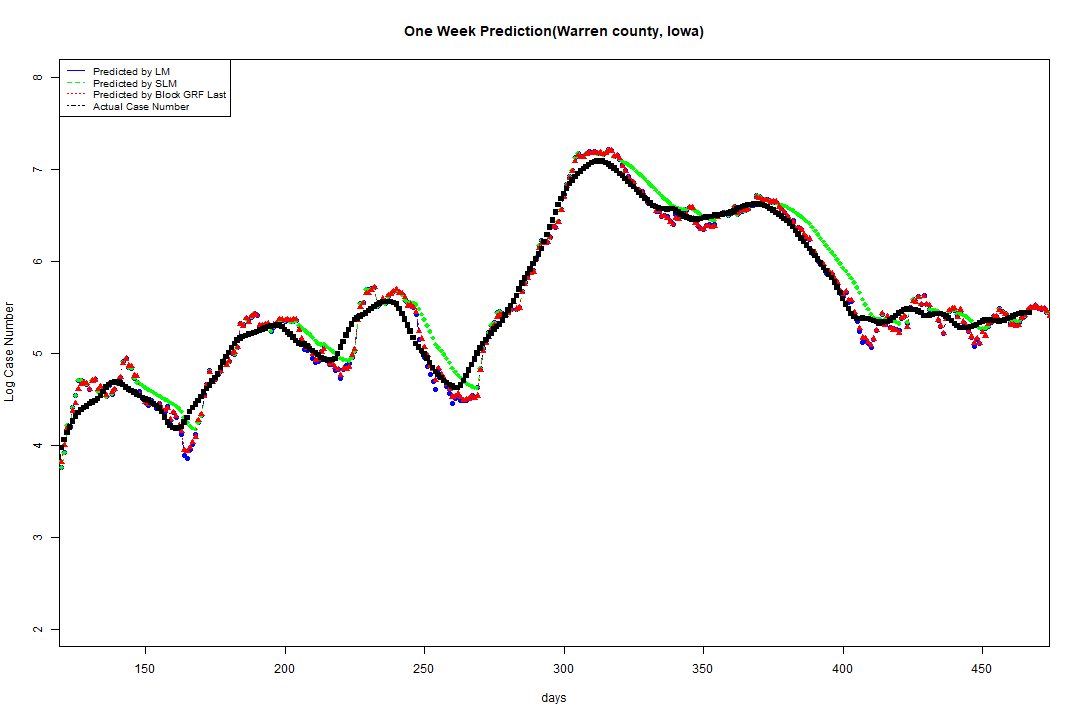 One Week Prediction(Warren county, Iowa)
Predicted by LM
Predicted by SLM
Predicted by Block GRF Last
Actual Case Number
8
7
6
5
4
3
2
Log Case Number
150 200 250 300 350 400 450
days